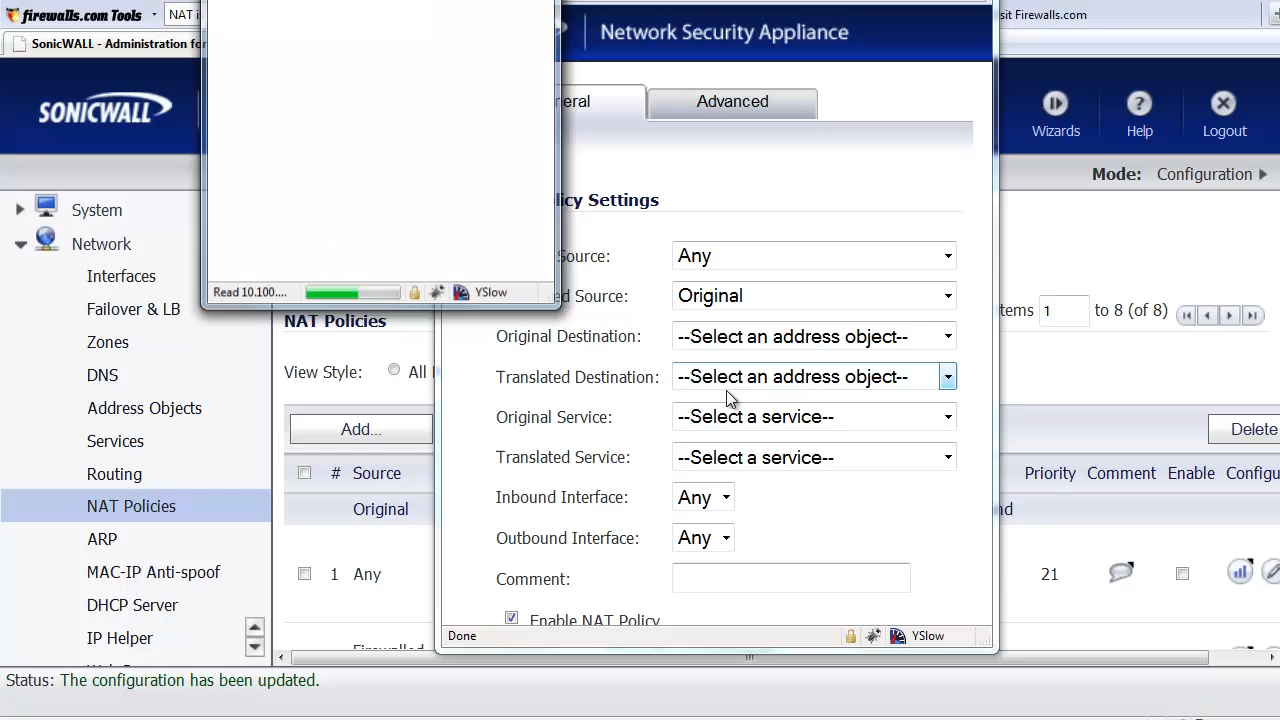 firewalls.com Tools
NAT
sit Firewalls.com
SonicWALL - Administration for
Network Security Appliance
SONICWALL
eral
Advanced
Wizards
Help
Logout
Mode: Configuration
System
Network
Interfaces
Failover & LB
Zones
DNS
Address Objects
Services
Routing
NAT Policies
ARP
MAC-IP Anti-spoof
DHCP Server
IP Helper
Read 10.100....
YSlow
NAT Policies
View Style: All
Add...
# Source
Original
1 Any
Firewalled
licy Settings
Source: Any
ed Source: Original
Original Destination: --Select an address object--
Translated Destination: --Select an address object--
Original Service: --Select a service--
Translated Service: --Select a service--
Inbound Interface: Any
Outbound Interface: Any
Comment:
Enable NAT Policy
Done
YSlow
tems 1 to 8 (of 8)
Delete
Priority Comment Enable Configu
nd
21
Status: The configuration has been updated.